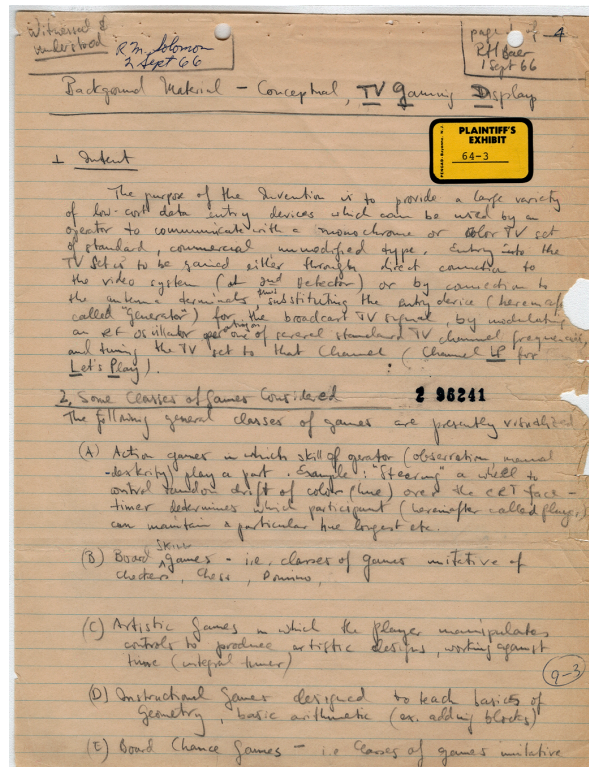 Witnessed &
understood
R.M. Solomon
2 Sept 66
page 1 of 4
RHBaer
1 Sept 66
Background Material - Conceptual, TV Gaming Display
PLAINTIFF'S
EXHIBIT
64-3
1 Intent
The purpose of the Invention is to provide a large variety
of low-cost data entry devices which can be used by an
operator to communicate with a monochrome or color TV set
of standard, commercial unmodified type. Entry into the
TV set is to be gained either through direct connection to
the video system (at 2nd Detector) or by connection to
the antenna terminals, thus substituting the entry device (hereinafter
called "generator") for the broadcast TV signal, by modulating
an RF oscillator operating on one of several standard TV channel frequencies
and tuning the TV set to that channel (Channel LP for
Let's Play).
2, Some Classes of Games Considered
2 96241
The following general classes of games are presently visualized
(A) Action games in which skill of operator (observation manual
-dexterity) play a part. Example: "Steering" a wheel to
control random drift of color (hue) over the CRT face -
timer determines which participant (hereinafter called player)
can maintain a particular hue longest etc.
(B) Board Skill Games - i.e. classes of games imitative of
checkers, Chess, Domino,
(C) Artistic Games in which the player manipulates
controls to produce artistic designs, working against
time (integral timer)
9-3
(D) Instructional Games designed to teach basics of
Geometry, basic arithmetic (ex. adding blocks)
(E) Board Chance Games - i.e classes of games imitative